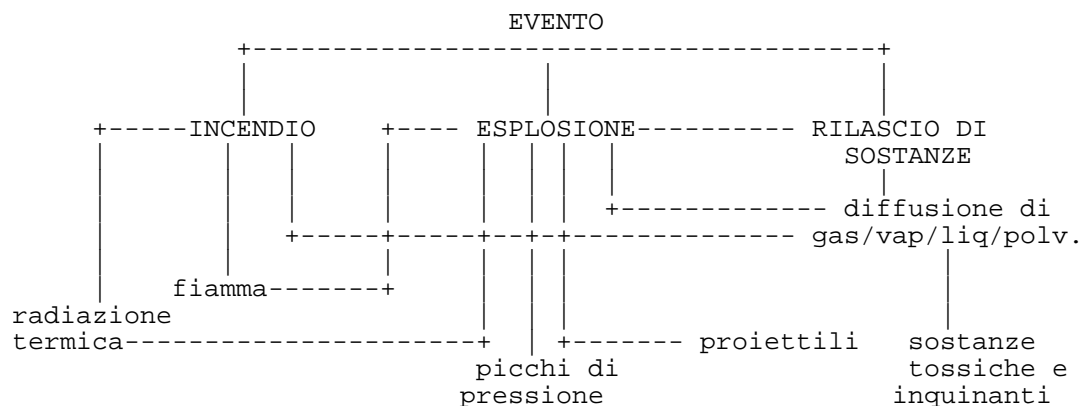 EVENTO
INCENDIO ESPLOSIONE RILASCIO DI
SOSTANZE
diffusione di
gas/vap/liq/polv.
fiamma
radiazione
termica proiettili sostanze
picchi di tossiche e
pressione inquinanti